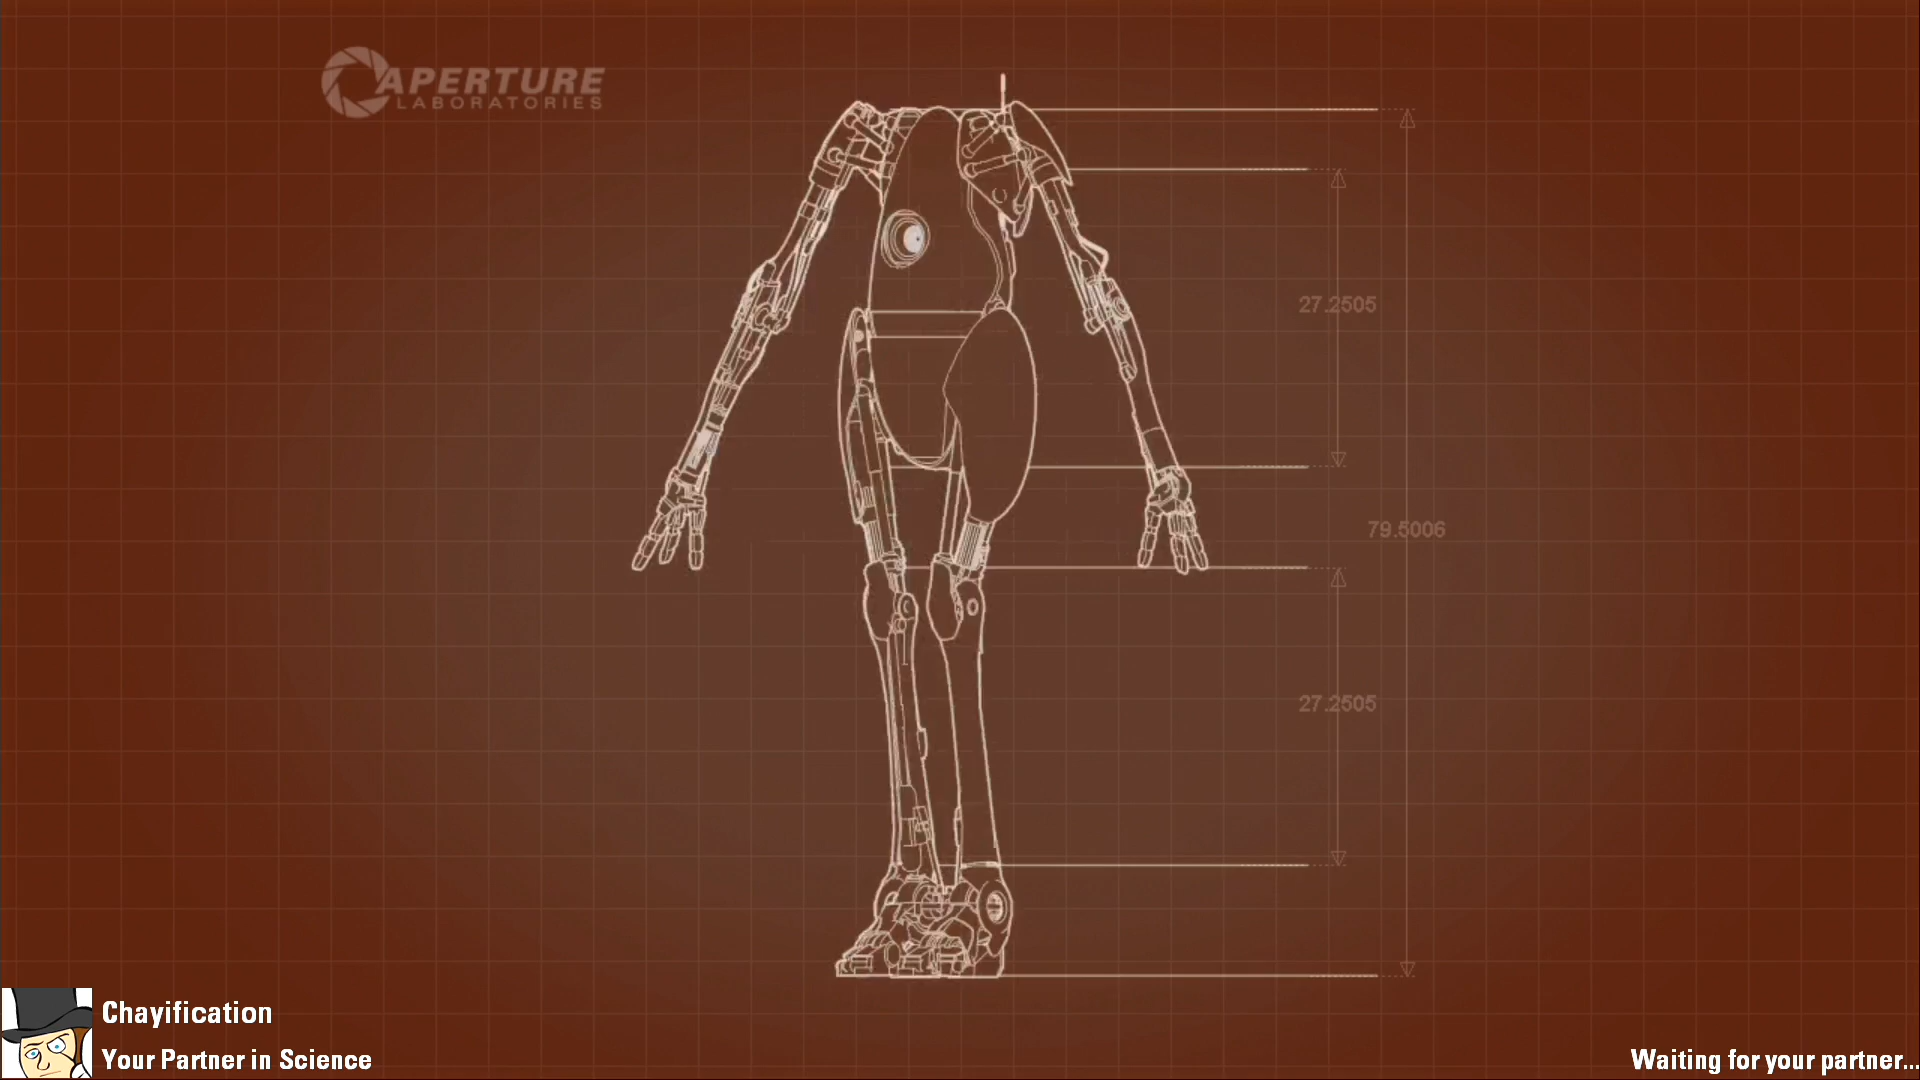 APERTURE
LABORATORIES
27.2505
79.5006
27.2505
Chayification
Your Partner in Science
Waiting for your partner...